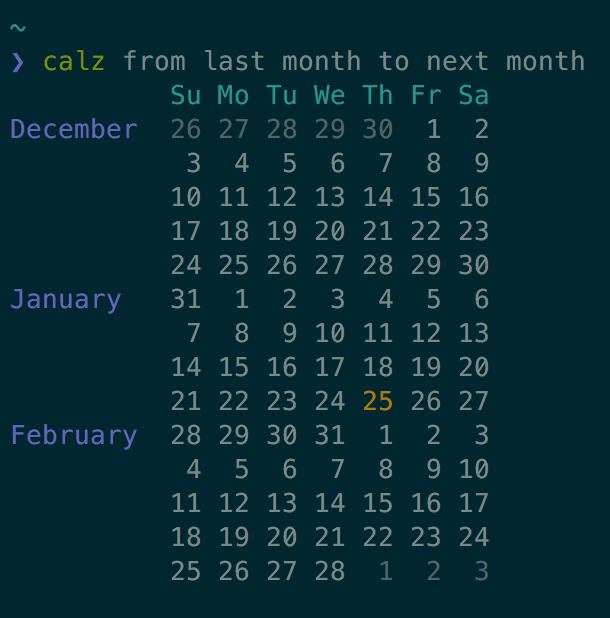 ~
❯ calz from last month to next month
Su Mo Tu We Th Fr Sa
December 26 27 28 29 30 1 2
3 4 5 6 7 8 9
10 11 12 13 14 15 16
17 18 19 20 21 22 23
24 25 26 27 28 29 30
January 31 1 2 3 4 5 6
7 8 9 10 11 12 13
14 15 16 17 18 19 20
21 22 23 24 25 26 27
February 28 29 30 31 1 2 3
4 5 6 7 8 9 10
11 12 13 14 15 16 17
18 19 20 21 22 23 24
25 26 27 28 1 2 3